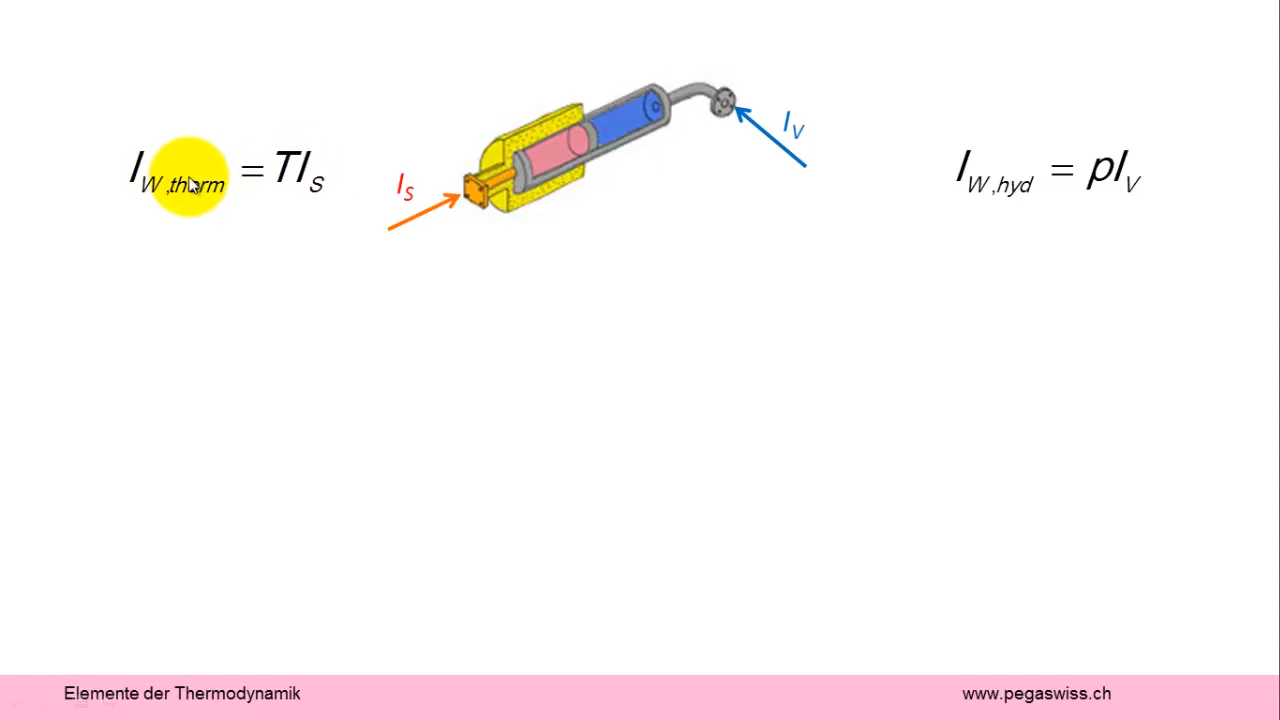 I_W,therm = TI_S
I_S
I_V
I_W,hyd = pI_V
Elemente der Thermodynamik
www.pegaswiss.ch